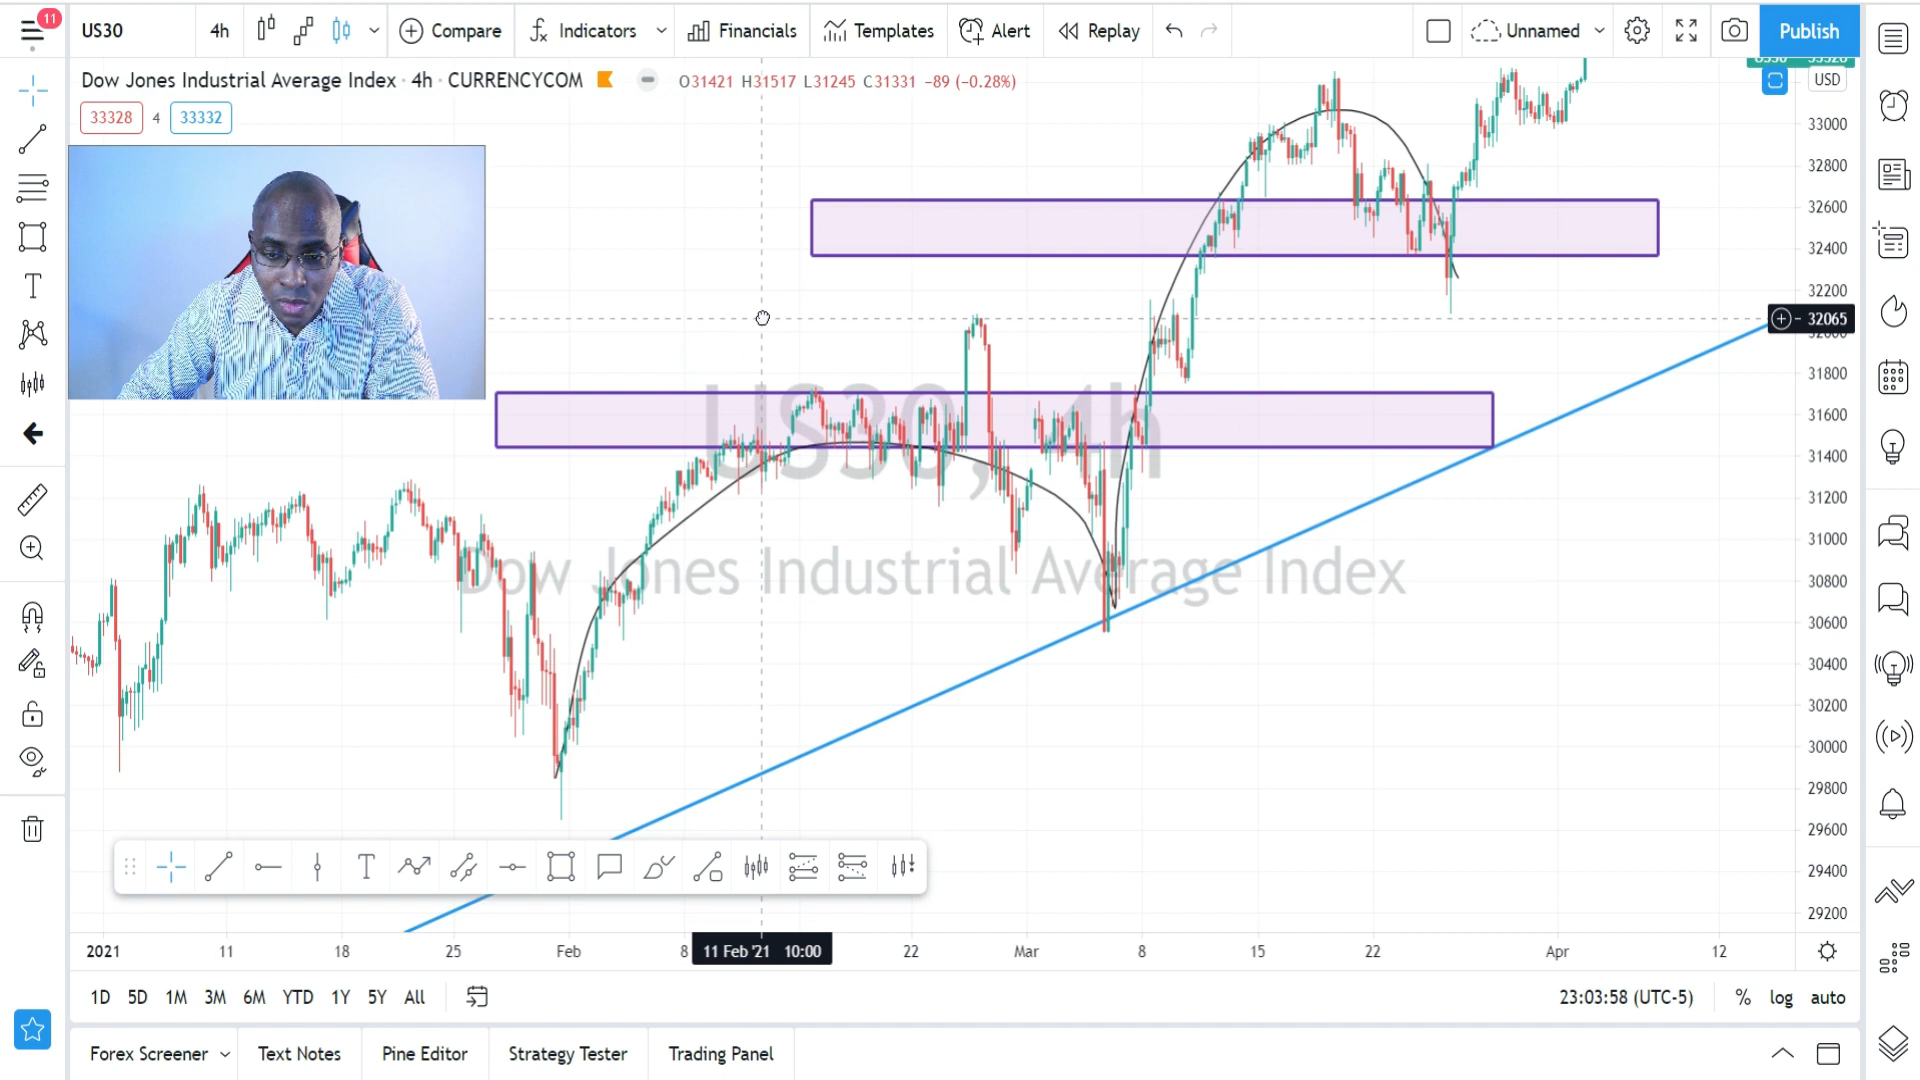 11
US30
4h
Compare
Indicators
Financials
Templates
Alert
Replay
Unnamed
Publish
Dow Jones Industrial Average Index · 4h · CURRENCYCOM
O31421 H31517 L31245 C31331 −89 (−0.28%)
33328 4 33332
USD
33000
32800
32600
32400
32200
32065
32000
31800
31600
31400
31200
31000
30800
30600
30400
30200
30000
29800
29600
29400
29200
US30, 4h
Dow Jones Industrial Average Index
2021 11 18 25 Feb 8 11 Feb '21 10:00 22 Mar 8 15 22 Apr 12
1D 5D 1M 3M 6M YTD 1Y 5Y All
23:03:58 (UTC-5) % log auto
Forex Screener Text Notes Pine Editor Strategy Tester Trading Panel